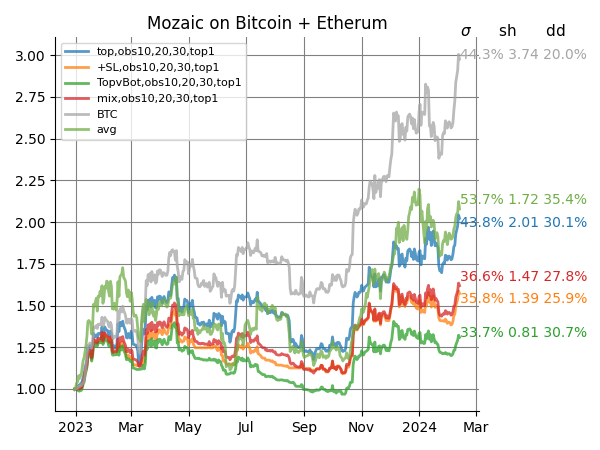 Mozaic on Bitcoin + Etherum
σ sh dd
top,obs10,20,30,top1
+SL,obs10,20,30,top1
TopvBot,obs10,20,30,top1
mix,obs10,20,30,top1
BTC
avg
3.00
2.75
2.50
2.25
2.00
1.75
1.50
1.25
1.00
44.3% 3.74 20.0%
53.7% 1.72 35.4%
43.8% 2.01 30.1%
36.6% 1.47 27.8%
35.8% 1.39 25.9%
33.7% 0.81 30.7%
2023 Mar May Jul Sep Nov 2024 Mar